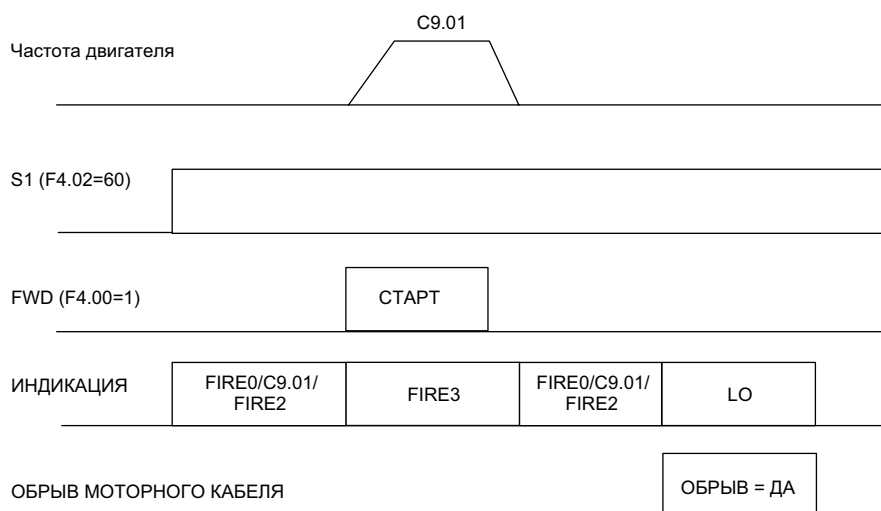 C9.01
Частота двигателя
S1 (F4.02=60)
FWD (F4.00=1)
СТАРТ
ИНДИКАЦИЯ
FIRE0/C9.01/
FIRE2
FIRE3
FIRE0/C9.01/
FIRE2
LO
ОБРЫВ МОТОРНОГО КАБЕЛЯ
ОБРЫВ = ДА